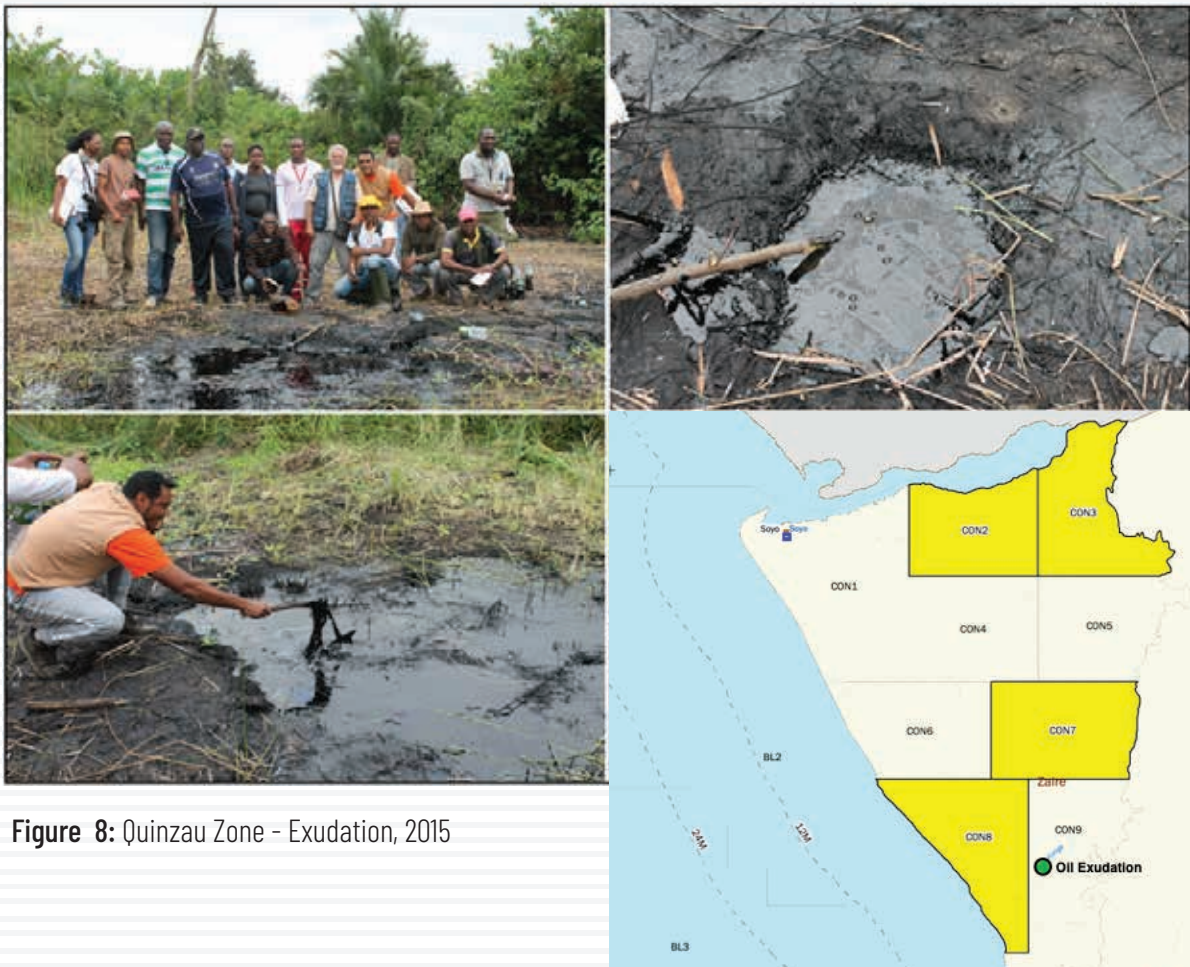 Soyo Soyo
CON2
CON3
CON1
CON4
CON5
CON6
CON7
BL2
Zaire
CON8
CON9
24M
12M
Oil Exudation
BL3
Figure 8: Quinzau Zone - Exudation, 2015